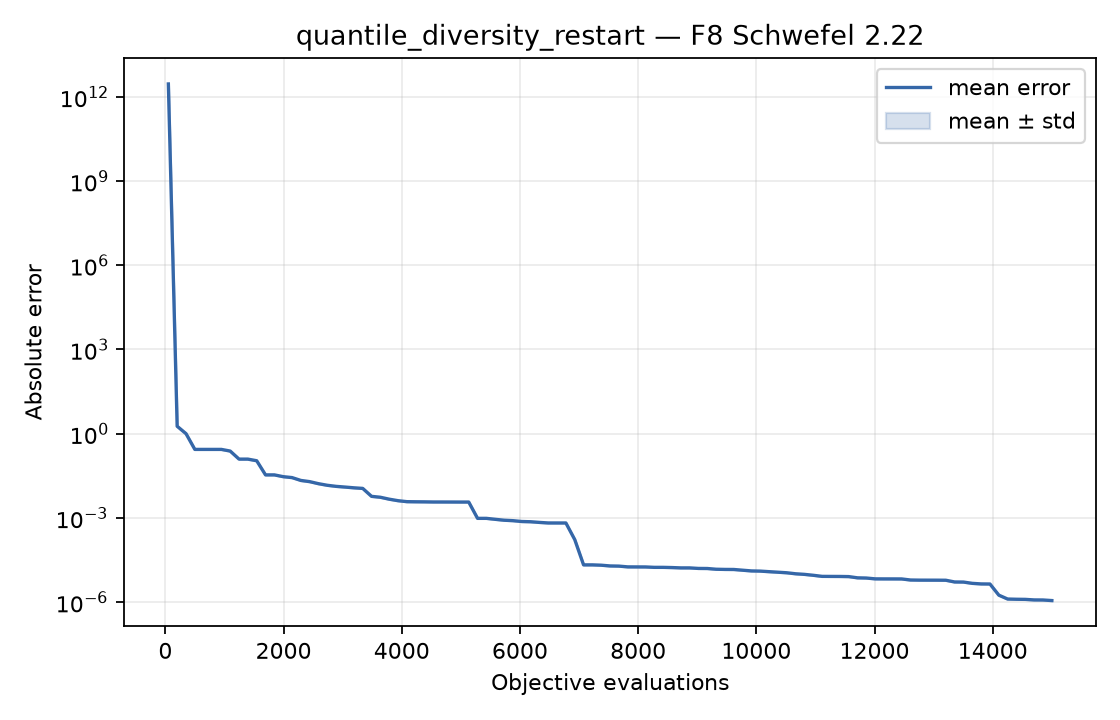 quantile_diversity_restart — F8 Schwefel 2.22
mean error
mean ± std
Absolute error
10¹²
10⁹
10⁶
10³
10⁰
10⁻³
10⁻⁶
0 2000 4000 6000 8000 10000 12000 14000
Objective evaluations